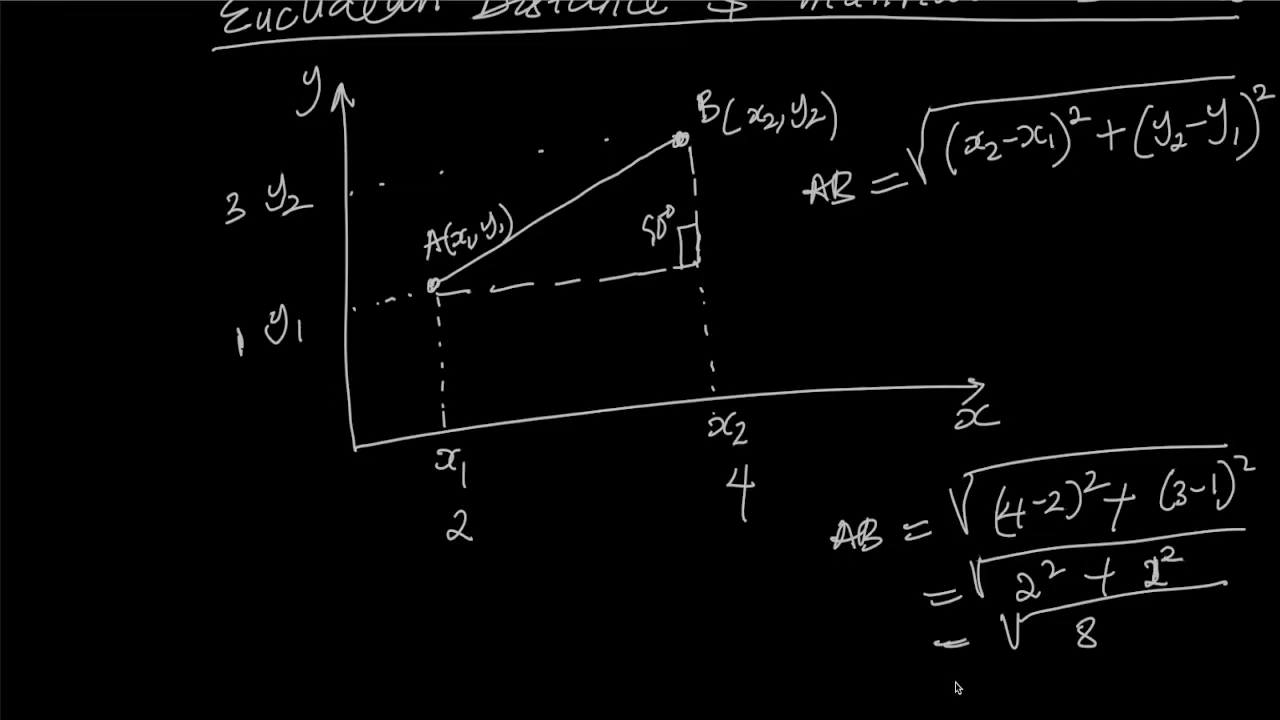 Euclidean Distance &
y
B(x₂, y₂)
AB = √(x₂-x₁)² + (y₂-y₁)²
3 y₂
A(x₁, y₁)
90°
1 y₁
x
x₁
x₂
2
4
AB = √(4-2)² + (3-1)²
= √2² + 2²
= √8